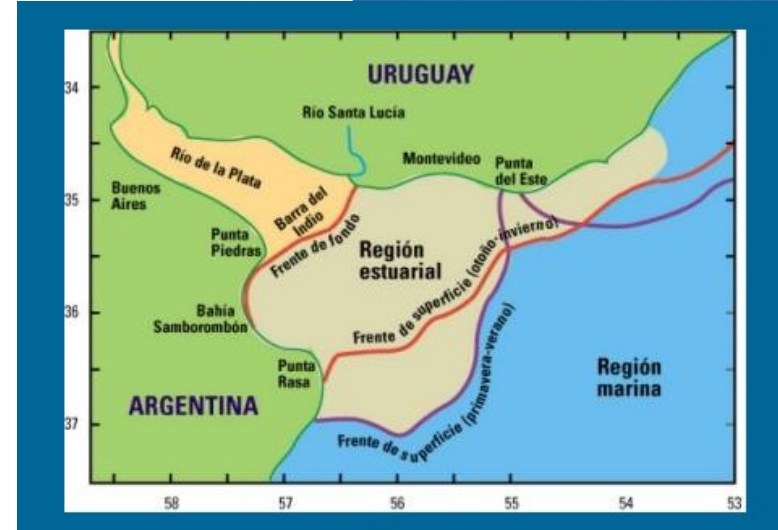 34
35
36
37
URUGUAY
Río Santa Lucía
Montevideo
Punta
del Este
Río de la Plata
Buenos
Aires
Barra del
Indio
Punta
Piedras
Frente de fondo
Región
estuarial
Frente de superficie (otoño-invierno)
Bahía
Samborombón
Punta
Rasa
ARGENTINA
Región
marina
Frente de superficie (primavera-verano)
58
57
56
55
54
53